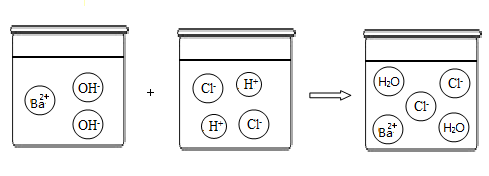 Ba²⁺ OH⁻
OH⁻
+
Cl⁻ H⁺
H⁺ Cl⁻
H₂O Cl⁻
Cl⁻
Ba²⁺ H₂O